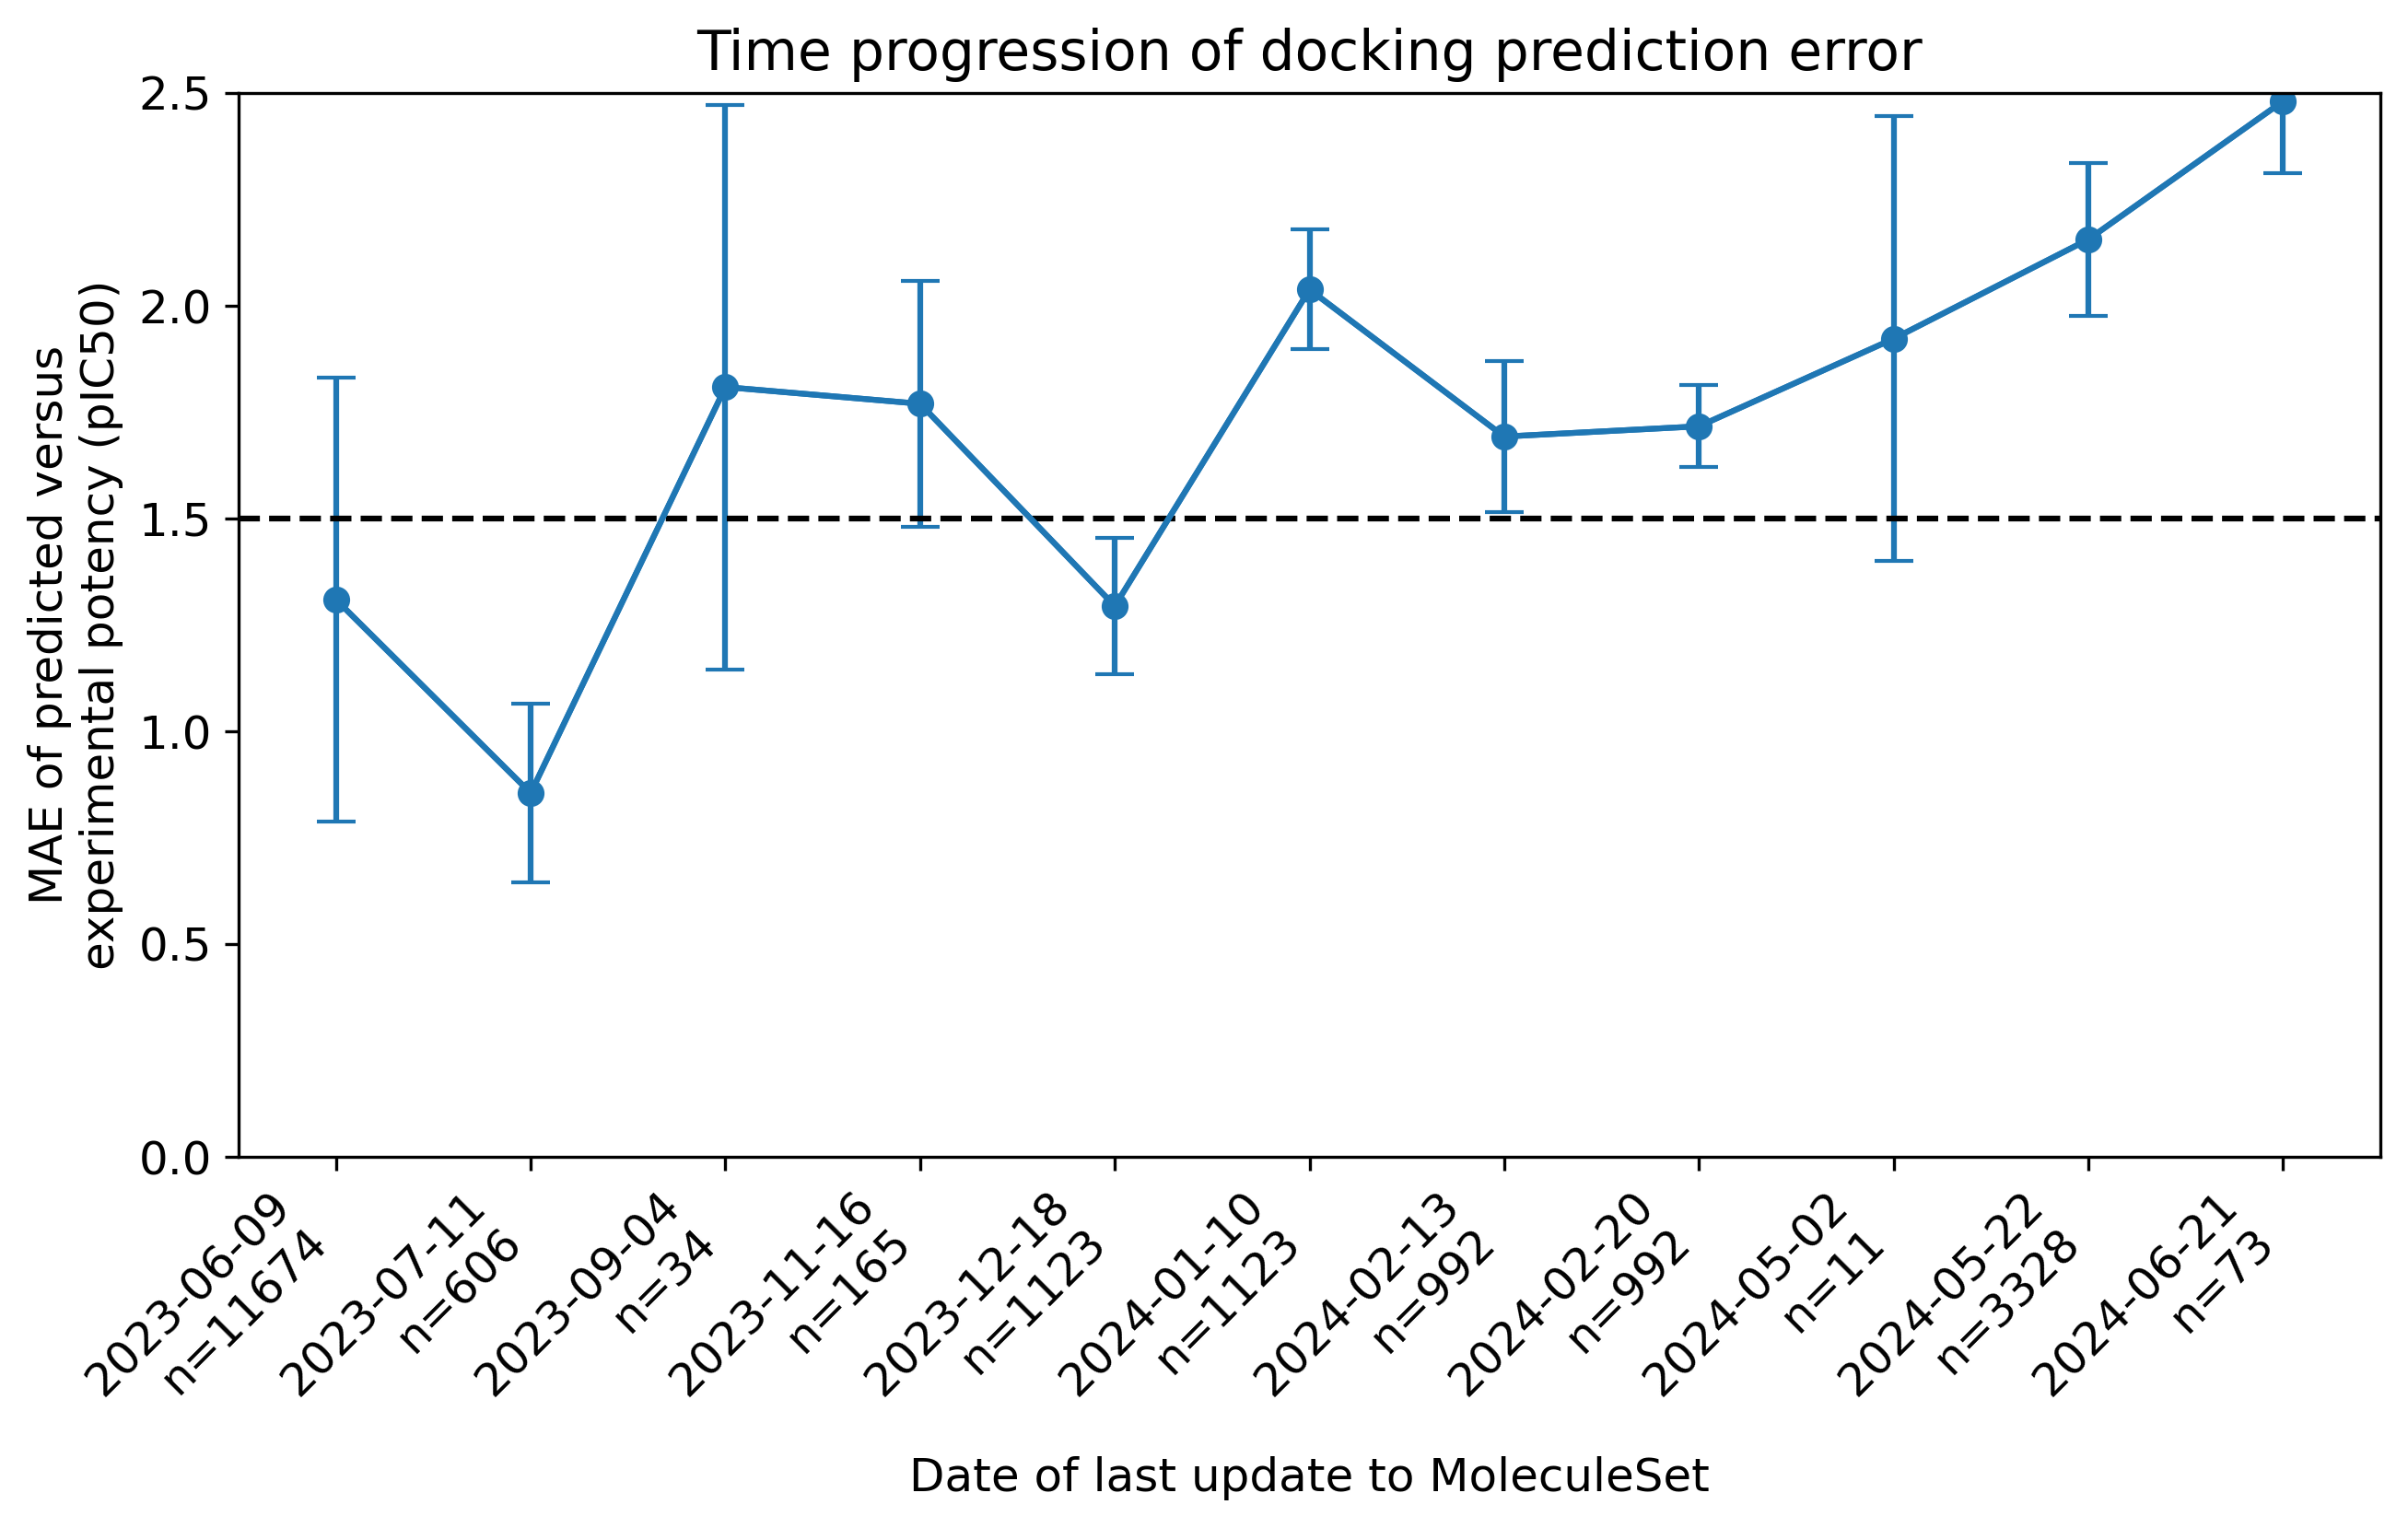 Time progression of docking prediction error
MAE of predicted versus
experimental potency (pIC50)
2.5
2.0
1.5
1.0
0.5
0.0
2023-06-09
n=11674
2023-07-11
n=606
2023-09-04
n=34
2023-11-16
n=165
2023-12-18
n=1123
2024-01-10
n=1123
2024-02-13
n=992
2024-02-20
n=992
2024-05-02
n=11
2024-05-22
n=3328
2024-06-21
n=73
Date of last update to MoleculeSet